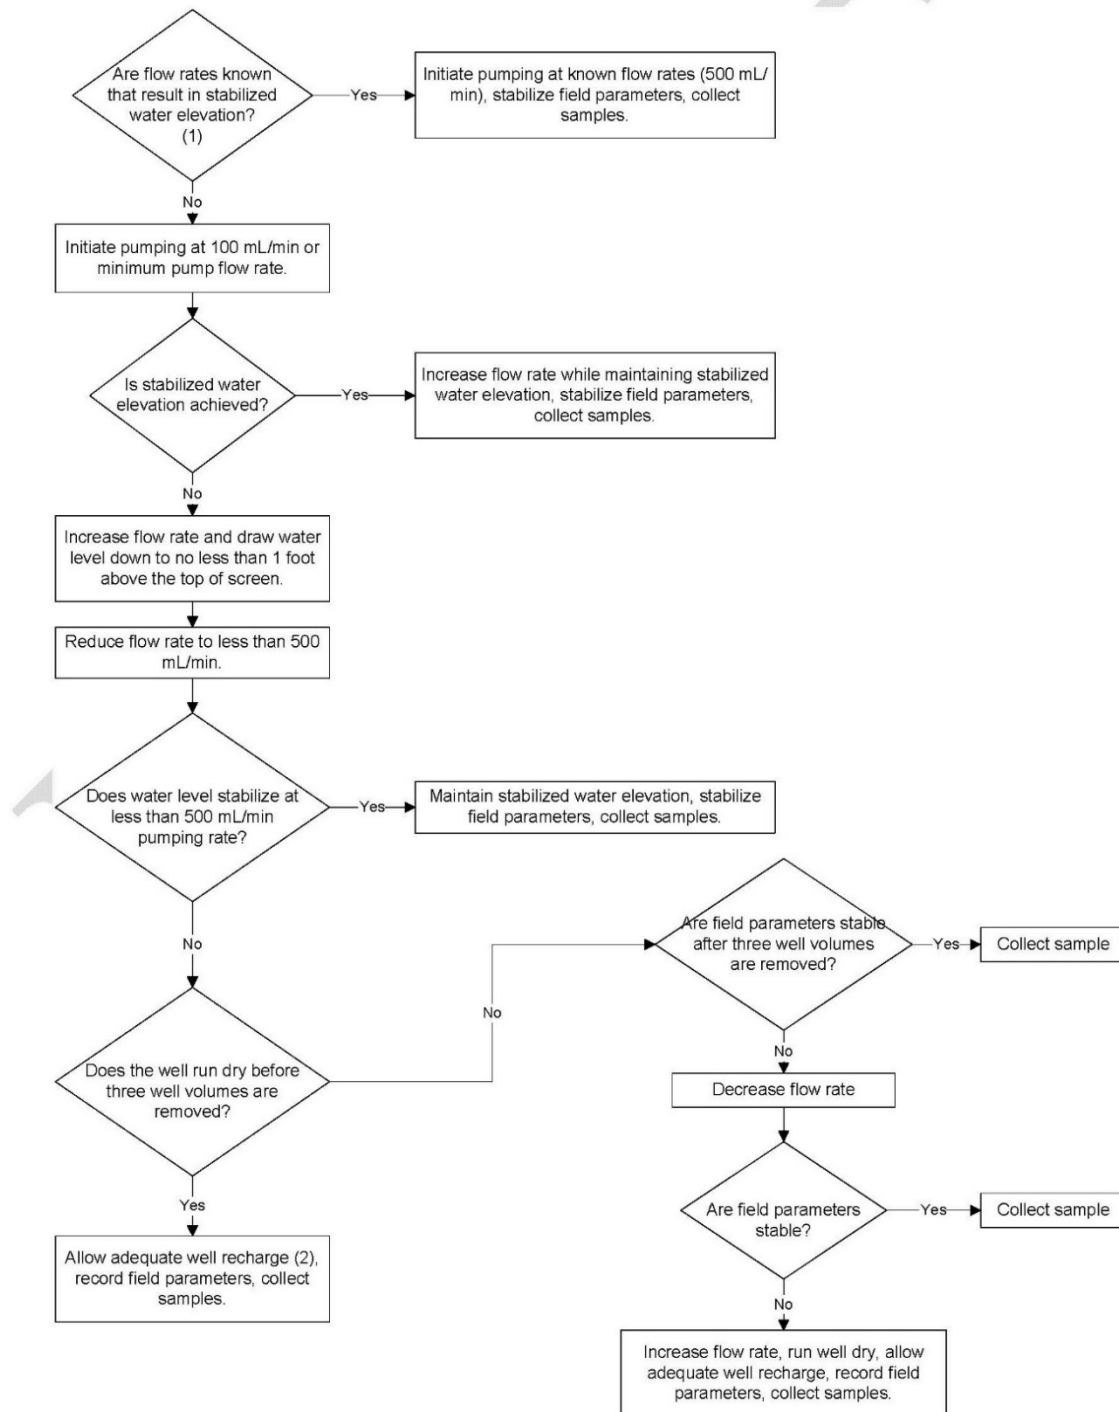 Are flow rates known
that result in stabilized
water elevation?
(1)
Yes
Initiate pumping at known flow rates (500 mL/
min), stabilize field parameters, collect
samples.
No
Initiate pumping at 100 mL/min or
minimum pump flow rate.
Is stabilized water
elevation achieved?
Yes
Increase flow rate while maintaining stabilized
water elevation, stabilize field parameters,
collect samples.
No
Increase flow rate and draw water
level down to no less than 1 foot
above the top of screen.
Reduce flow rate to less than 500
mL/min.
Does water level stabilize at
less than 500 mL/min
pumping rate?
Yes
Maintain stabilized water elevation, stabilize
field parameters, collect samples.
No
Does the well run dry before
three well volumes are
removed?
No
Are field parameters stable
after three well volumes
are removed?
Yes
Collect sample
No
Decrease flow rate
Are field parameters
stable?
Yes
Collect sample
No
Increase flow rate, run well dry, allow
adequate well recharge, record field
parameters, collect samples.
Yes
Allow adequate well recharge (2),
record field parameters, collect
samples.